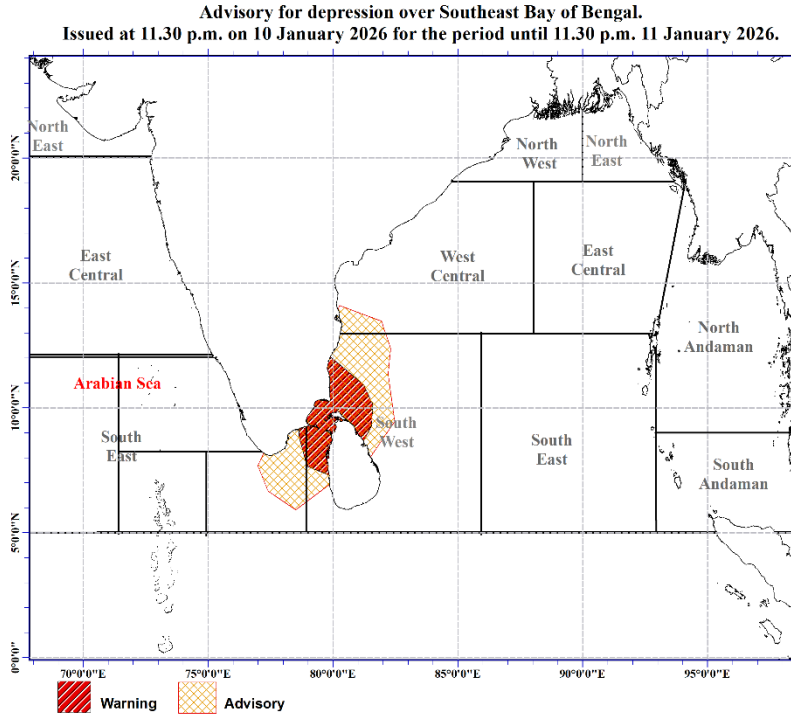 Advisory for depression over Southeast Bay of Bengal.
Issued at 11.30 p.m. on 10 January 2026 for the period until 11.30 p.m. 11 January 2026.
North
East
North
West
North
East
20°0'0"N
East
Central
West
Central
East
Central
15°0'0"N
North
Andaman
Arabian Sea
10°0'0"N
South
East
South
West
South
East
South
Andaman
5°0'0"N
0°0'0"
70°0'0"E
75°0'0"E
80°0'0"E
85°0'0"E
90°0'0"E
95°0'0"E
Warning
Advisory